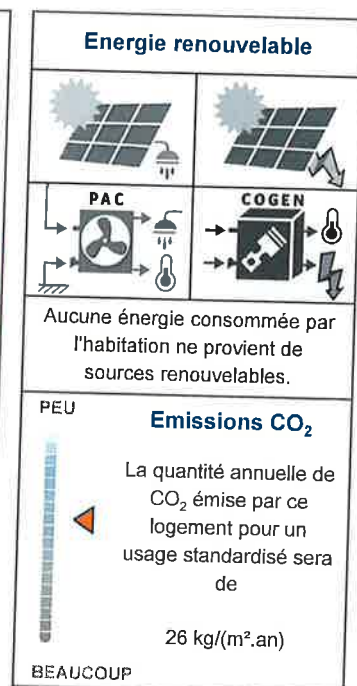 Energie renouvelable
PAC
COGEN
Aucune énergie consommée par
l'habitation ne provient de
sources renouvelables.
PEU
Emissions CO₂
La quantité annuelle de
CO₂ émise par ce
logement pour un
usage standardisé sera
de
26 kg/(m².an)
BEAUCOUP